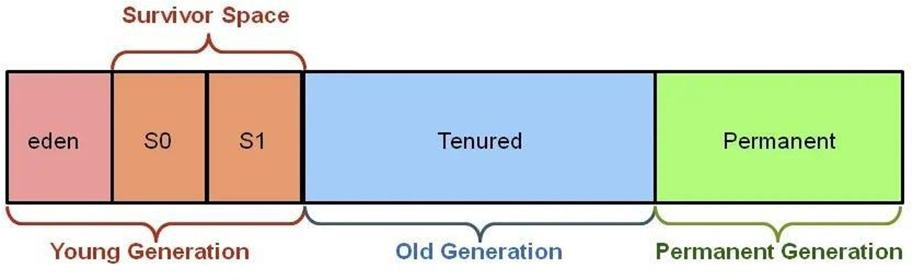 Survivor Space
eden
S0
S1
Tenured
Permanent
Young Generation
Old Generation
Permanent Generation